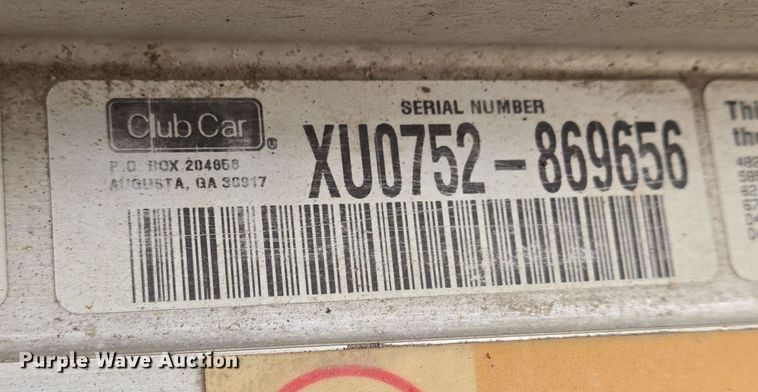 Club Car®
P.O. BOX 204658
AUGUSTA, GA 30917
SERIAL NUMBER
XU0752-869656
Purple Wave Auction